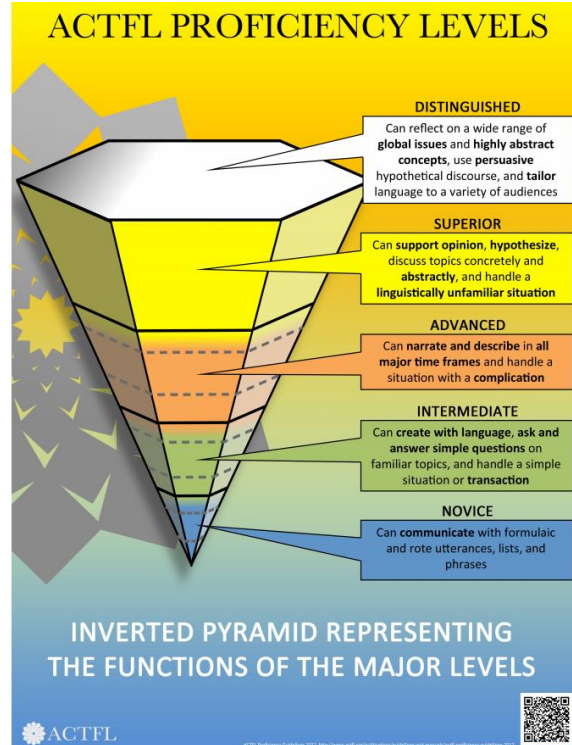 ACTFL PROFICIENCY LEVELS
DISTINGUISHED
Can reflect on a wide range of
global issues and highly abstract
concepts, use persuasive
hypothetical discourse, and tailor
language to a variety of audiences
SUPERIOR
Can support opinion, hypothesize,
discuss topics concretely and
abstractly, and handle a
linguistically unfamiliar situation
ADVANCED
Can narrate and describe in all
major time frames and handle a
situation with a complication
INTERMEDIATE
Can create with language, ask and
answer simple questions on
familiar topics, and handle a simple
situation or transaction
NOVICE
Can communicate with formulaic
and rote utterances, lists, and
phrases
INVERTED PYRAMID REPRESENTING
THE FUNCTIONS OF THE MAJOR LEVELS
ACTFL